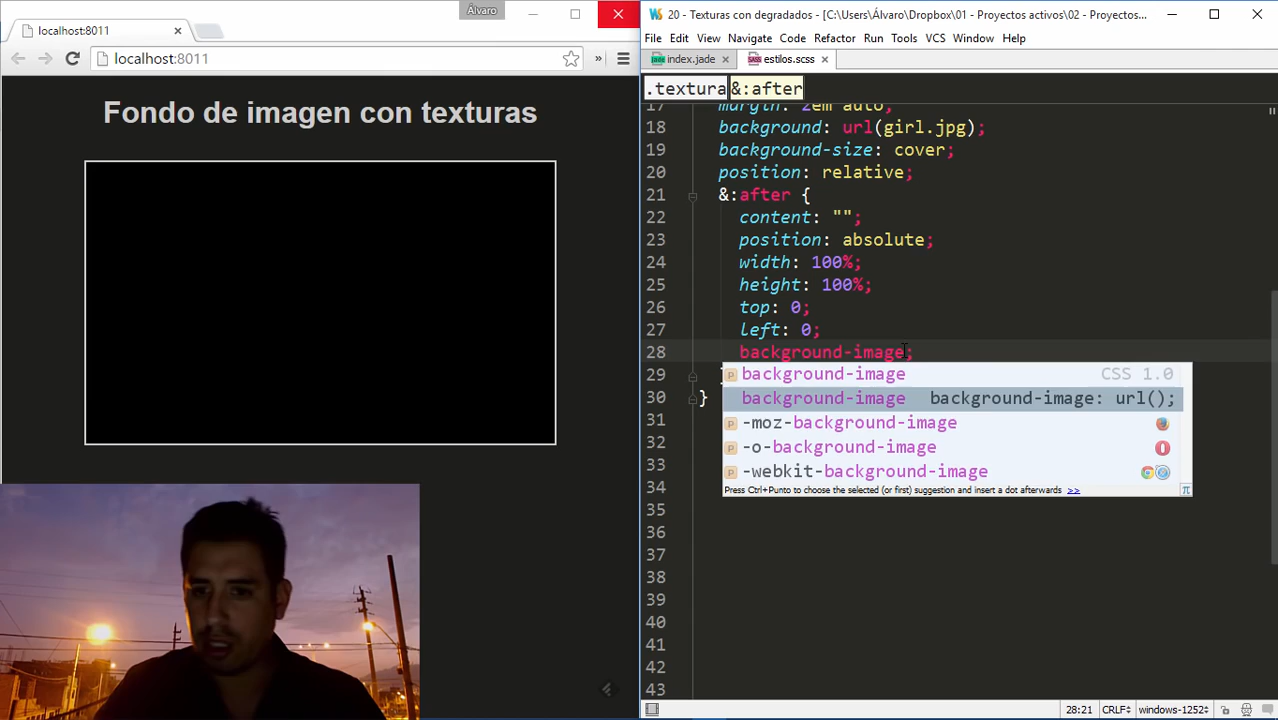 Álvaro
localhost:8011
localhost:8011
»
Fondo de imagen con texturas
20 - Texturas con degradados - [C:\Users\Álvaro\Dropbox\01 - Proyectos activos\02 - Proyectos...
File Edit View Navigate Code Refactor Run Tools VCS Window Help
index.jade estilos.scss
.textura &:after
17 margin: 2em auto;
18 background: url(girl.jpg);
19 background-size: cover;
20 position: relative;
21 &:after {
22 content: "";
23 position: absolute;
24 width: 100%;
25 height: 100%;
26 top: 0;
27 left: 0;
28 background-image;
29
background-image CSS 1.0
30 }
background-image background-image: url();
31
-moz-background-image
32
-o-background-image
33
-webkit-background-image
34
Press Ctrl+Punto to choose the selected (or first) suggestion and insert a dot afterwards >>
π
35
36
37
38
39
40
41
42
43
28:21 CRLF÷ windows-1252÷